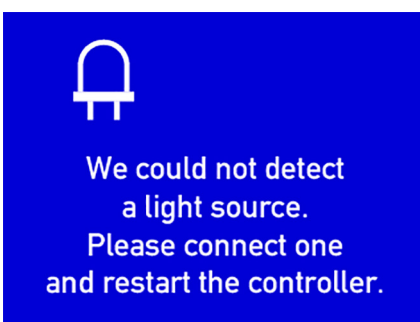 We could not detect
a light source.
Please connect one
and restart the controller.